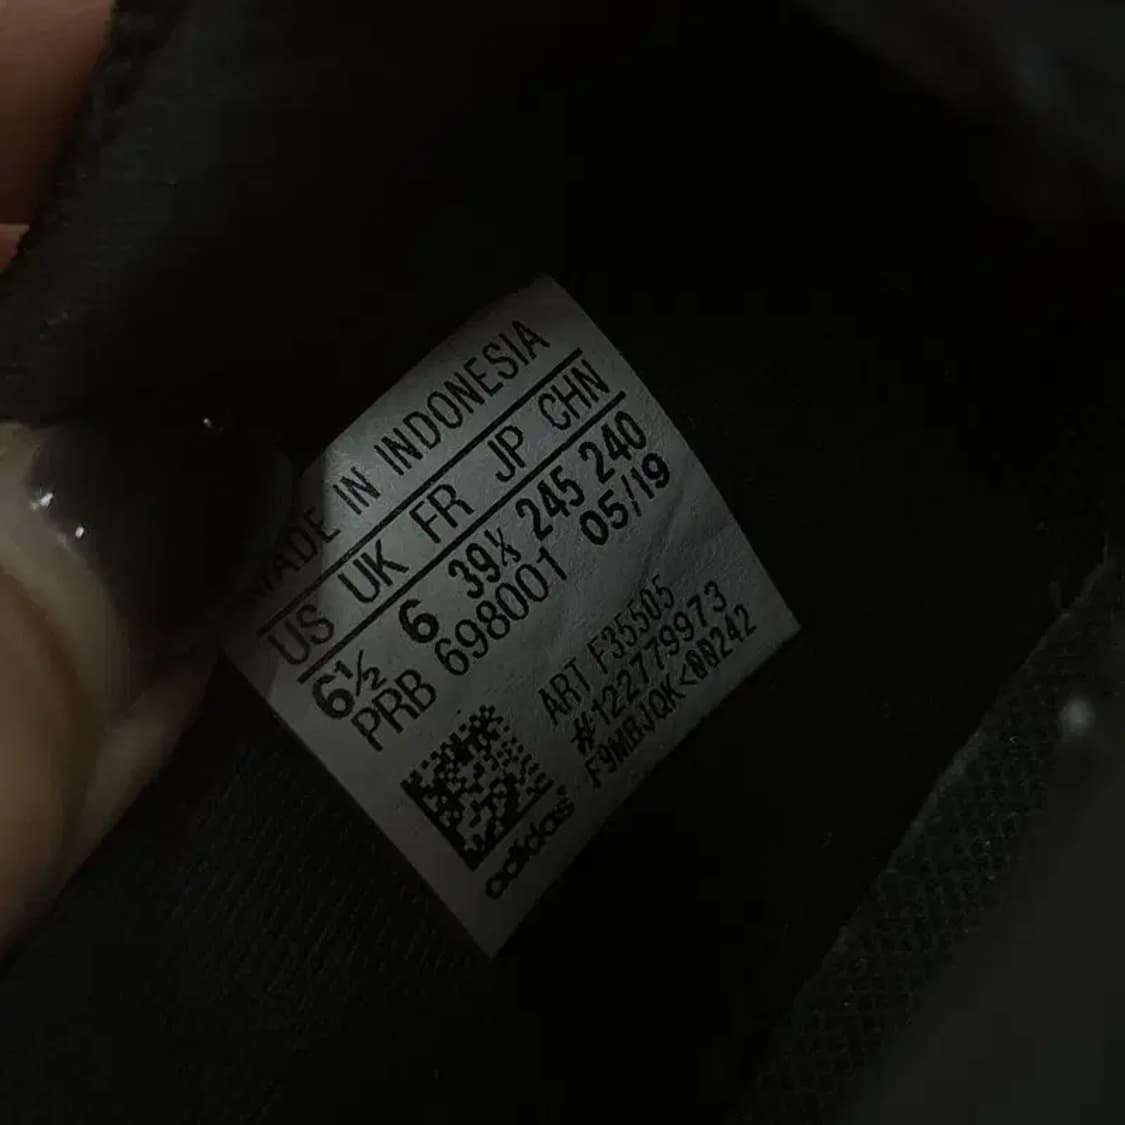 MADE IN INDONESIA
US UK FR JP CHN
6½ 6 39⅓ 245 240
PRB 698001 05/19
ART F35505
#122779973
F9MBJQK<00242
adidas®